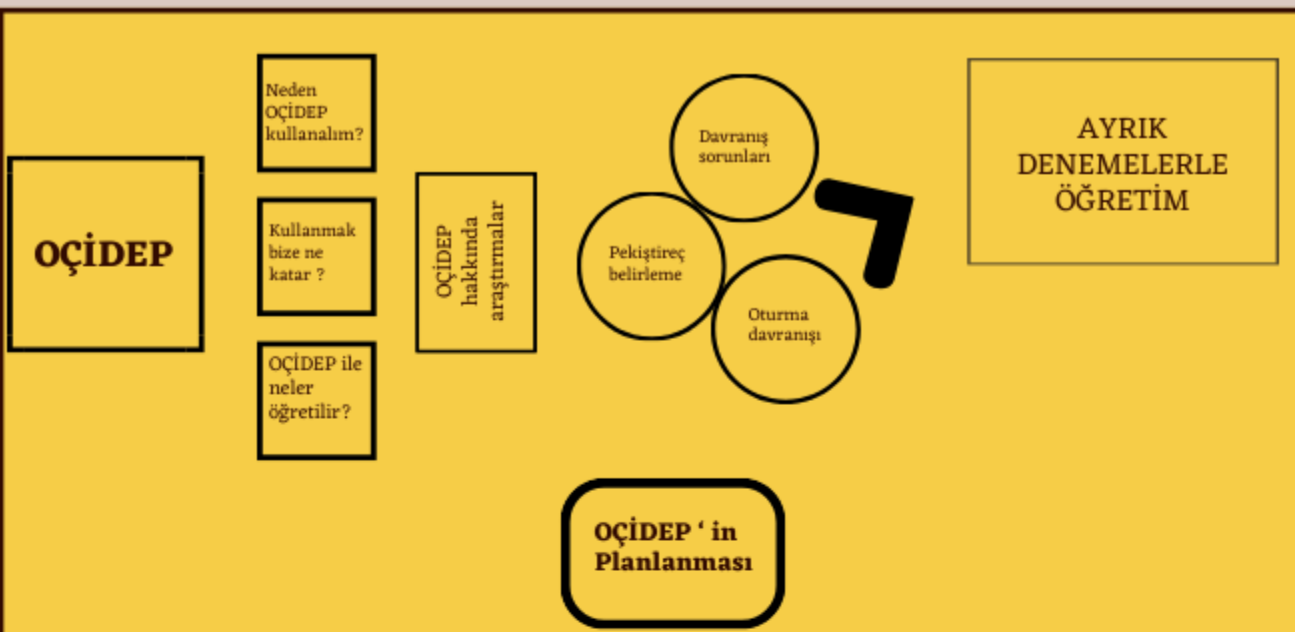 OÇİDEP
Neden
OÇİDEP
kullanalım?
Kullanmak
bize ne
katar ?
OÇİDEP ile
neler
öğretilir?
OÇİDEP
hakkında
araştırmalar
Davranış
sorunları
Pekiştireç
belirleme
Oturma
davranışı
AYRIK
DENEMELERLE
ÖĞRETİM
OÇİDEP ‘ in
Planlanması